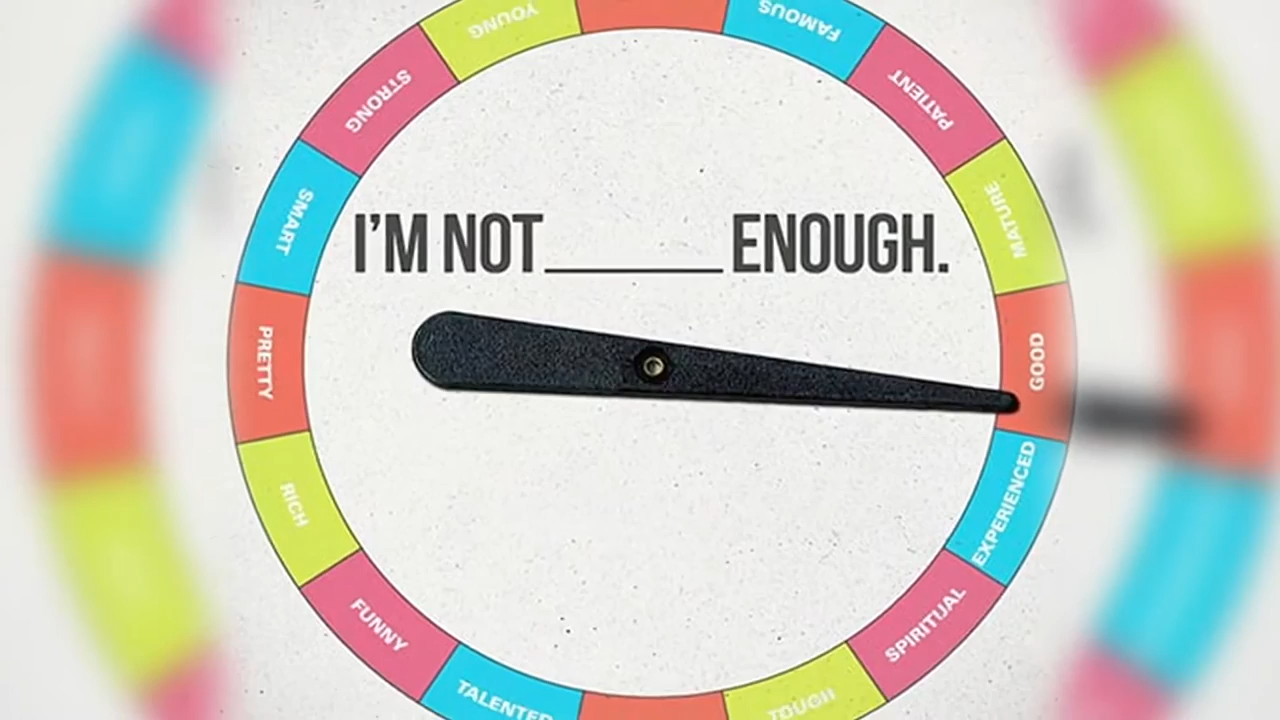 I'M NOT ______ ENOUGH.
FAMOUS
PATIENT
MATURE
GOOD
EXPERIENCED
SPIRITUAL
TOUGH
TALENTED
FUNNY
RICH
PRETTY
SMART
STRONG
YOUNG